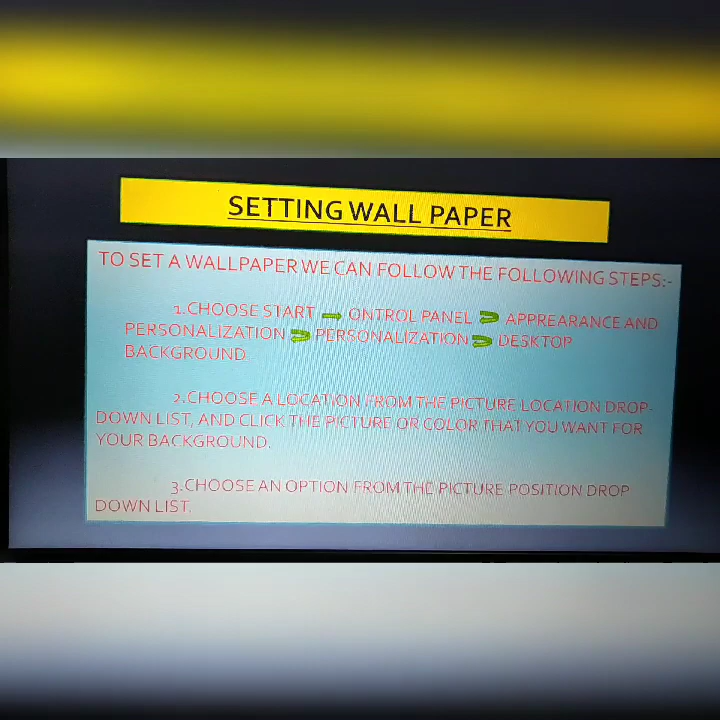 SETTING WALL PAPER
TO SET A WALLPAPER WE CAN FOLLOW THE FOLLOWING STEPS:-
1.CHOOSE START → ONTROL PANEL ⊃ APPREARANCE AND
PERSONALIZATION ⊃ PERSONALIZATION ⊃ DESKTOP
BACKGROUND.
2.CHOOSE A LOCATION FROM THE PICTURE LOCATION DROP-
DOWN LIST, AND CLICK THE PICTURE OR COLOR THAT YOU WANT FOR
YOUR BACKGROUND.
3.CHOOSE AN OPTION FROM THE PICTURE POSITION DROP
DOWN LIST.